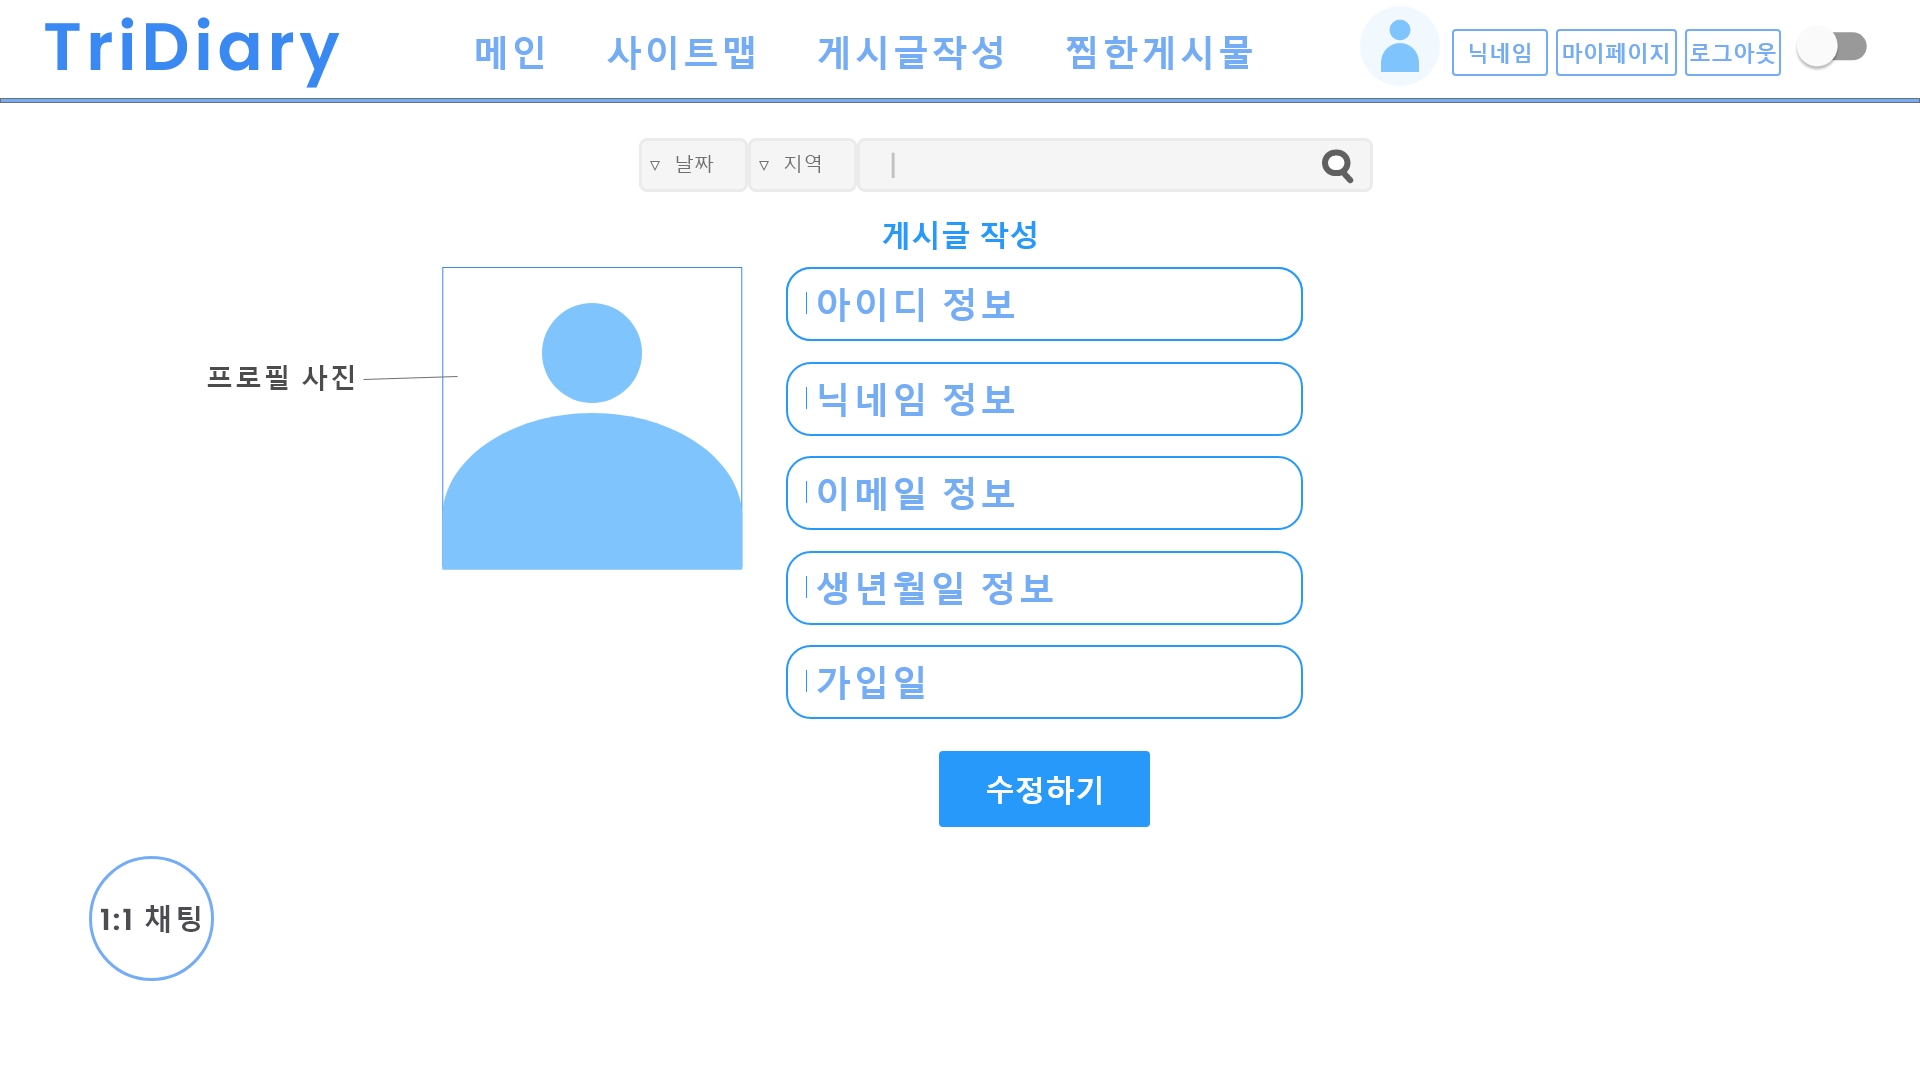 TriDiary
메인 사이트맵 게시글작성 찜한게시물
닉네임 마이페이지 로그아웃
날짜 지역
게시글 작성
프로필 사진
아이디 정보
닉네임 정보
이메일 정보
생년월일 정보
가입일
수정하기
1:1 채팅